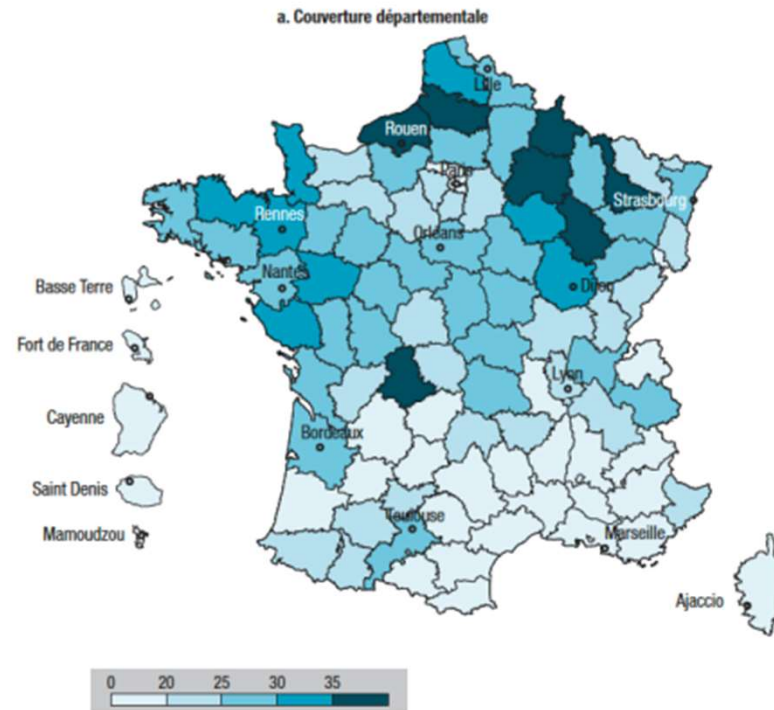 a. Couverture départementale
Lille
Rouen
Paris
Strasbourg
Rennes
Orléans
Nantes
Dijon
Basse Terre
Fort de France
Lyon
Cayenne
Bordeaux
Saint Denis
Toulouse
Mamoudzou
Marseille
Ajaccio
0 20 25 30 35